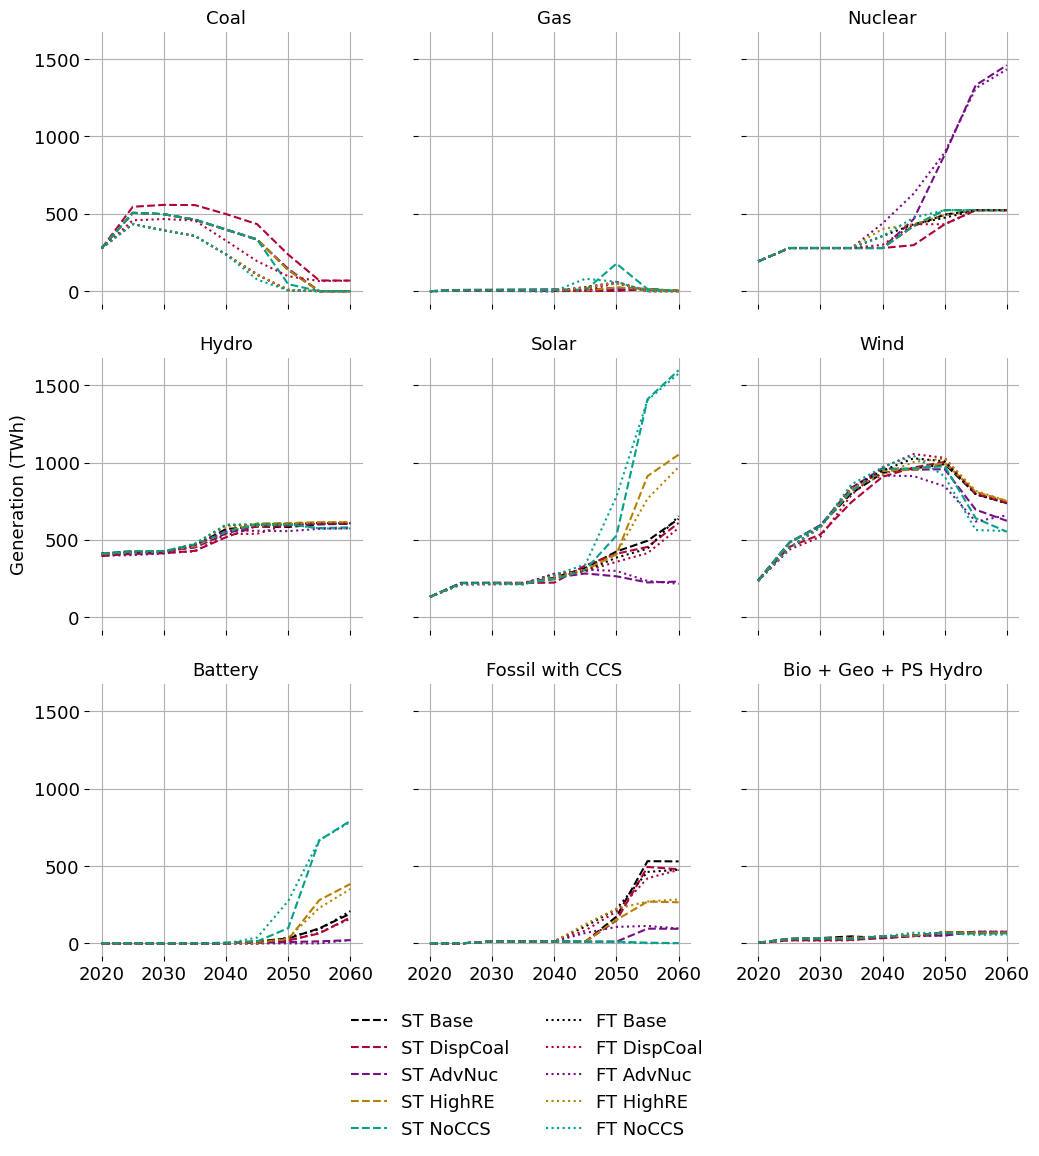 Coal Gas Nuclear
1500
1000
500
0
Hydro Solar Wind
Generation (TWh)
1500
1000
500
0
Battery Fossil with CCS Bio + Geo + PS Hydro
1500
1000
500
0
2020 2030 2040 2050 2060 2020 2030 2040 2050 2060 2020 2030 2040 2050 2060
ST Base FT Base
ST DispCoal FT DispCoal
ST AdvNuc FT AdvNuc
ST HighRE FT HighRE
ST NoCCS FT NoCCS